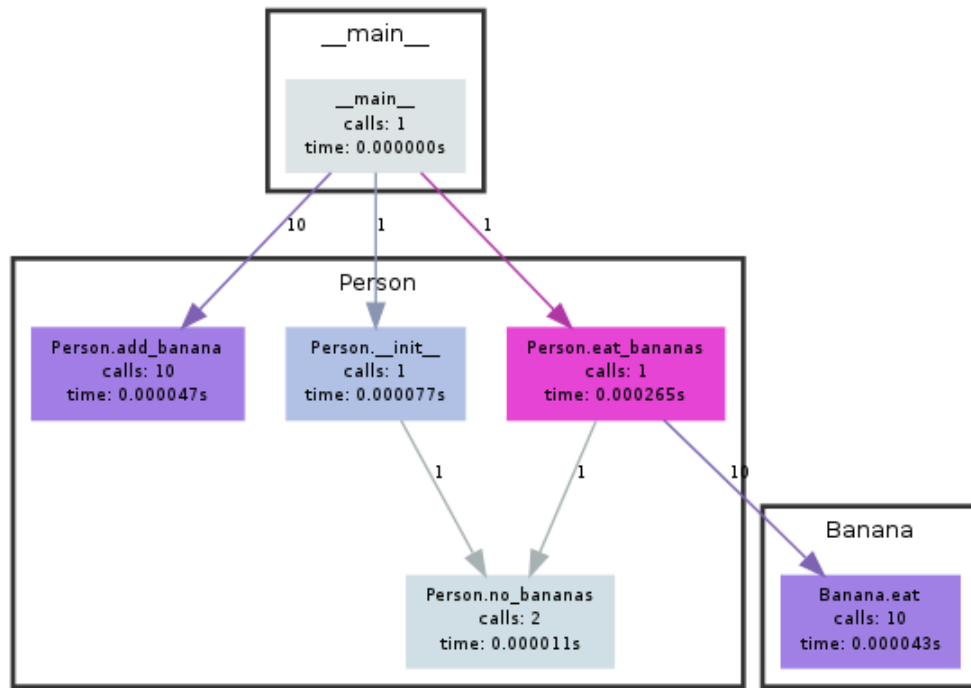 __main__
__main__
calls: 1
time: 0.000000s
10
1
1
Person
Person.add_banana
calls: 10
time: 0.000047s
Person.__init__
calls: 1
time: 0.000077s
Person.eat_bananas
calls: 1
time: 0.000265s
1
1
10
Person.no_bananas
calls: 2
time: 0.000011s
Banana
Banana.eat
calls: 10
time: 0.000043s